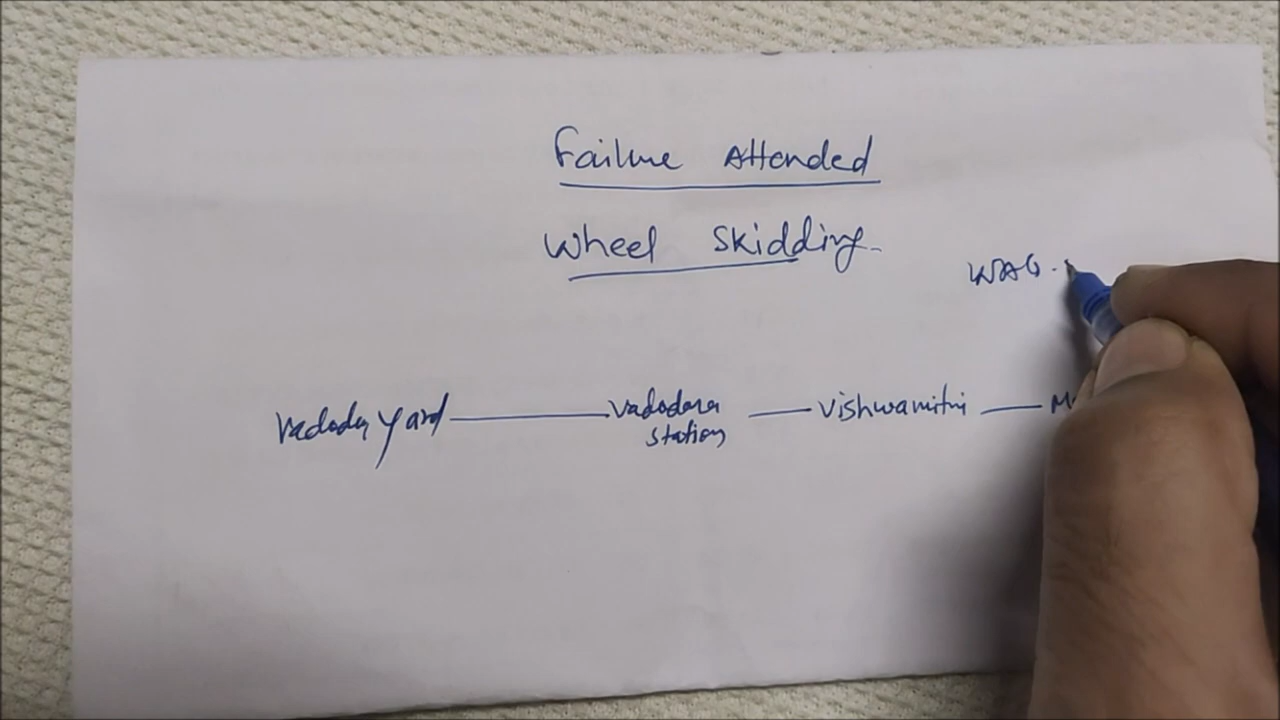 Failure Attended
Wheel Skidding
WAG-
Vadodara Yard — Vadodara — Vishwamitri — M
Station